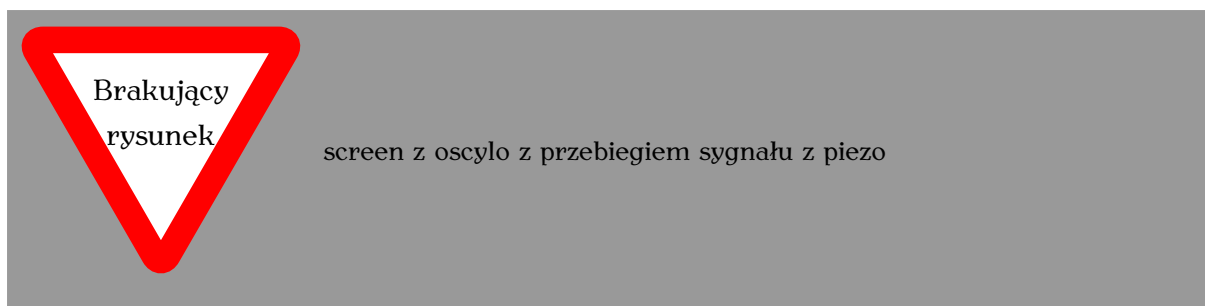 Brakujący
rysunek
screen z oscylo z przebiegiem sygnału z piezo